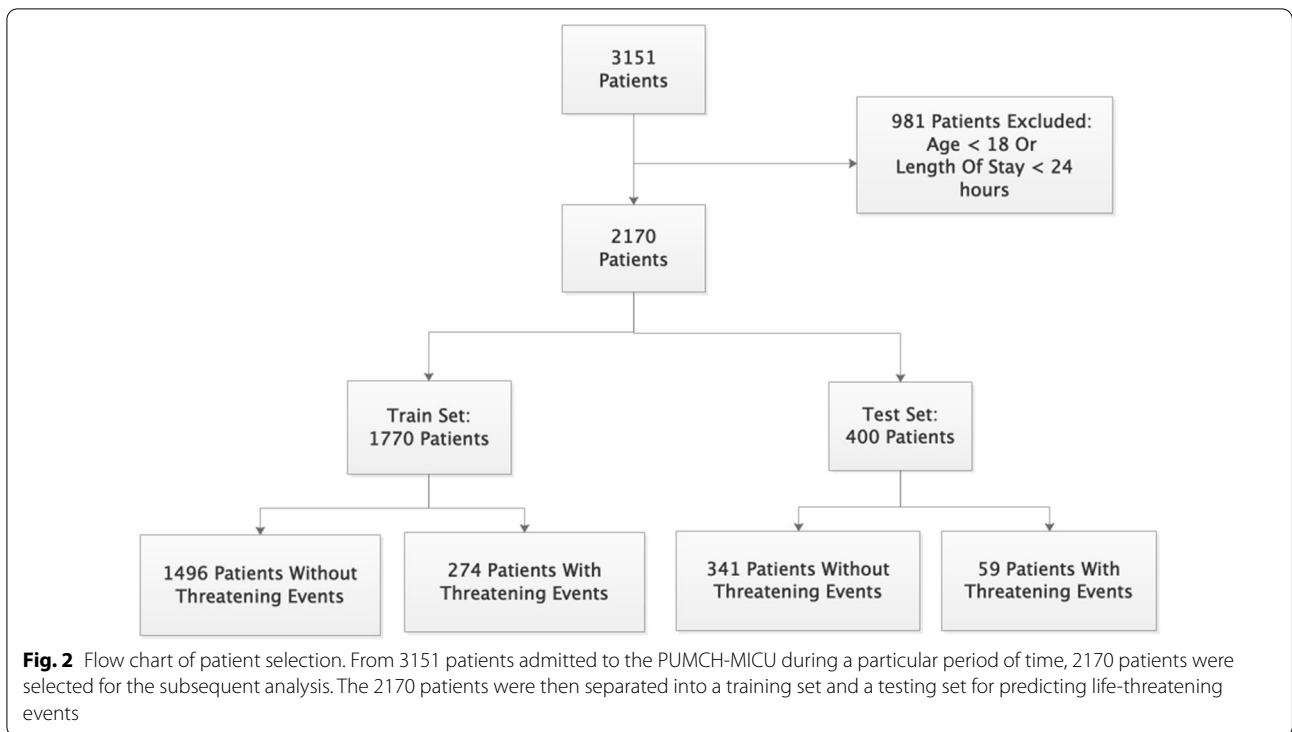 3151
Patients
981 Patients Excluded:
Age < 18 Or
Length Of Stay < 24
hours
2170
Patients
Train Set:
1770 Patients
Test Set:
400 Patients
1496 Patients Without
Threatening Events
274 Patients With
Threatening Events
341 Patients Without
Threatening Events
59 Patients With
Threatening Events
Fig. 2 Flow chart of patient selection. From 3151 patients admitted to the PUMCH-MICU during a particular period of time, 2170 patients were
selected for the subsequent analysis. The 2170 patients were then separated into a training set and a testing set for predicting life-threatening
events